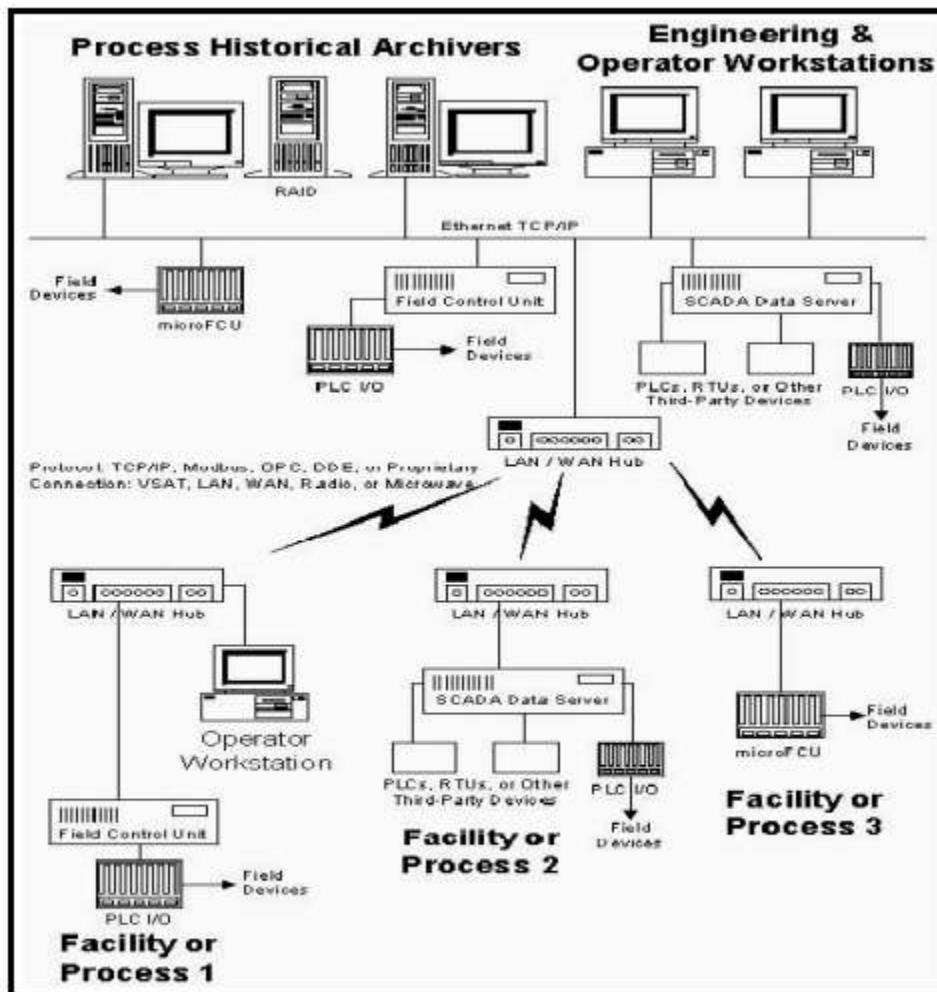 Process Historical Archivers
Engineering &
Operator Workstations
RAID
Ethernet TCP/IP
Field
Devices
microFCU
Field Control Unit
PLC I/O
Field
Devices
SCADA Data Server
PLCs, RTUs, or Other
Third-Party Devices
PLC I/O
Field
Devices
LAN / WAN Hub
Protocol: TCP/IP, Modbus, OPC, DDE, or Proprietary
Connection: VSAT, LAN, WAN, Radio, or Microwave
LAN / WAN Hub
LAN / WAN Hub
LAN / WAN Hub
Operator
Workstation
Field Control Unit
PLC I/O
Field
Devices
Facility or
Process 1
SCADA Data Server
PLCs, RTUs, or Other
Third-Party Devices
PLC I/O
Field
Devices
Facility or
Process 2
microFCU
Field
Devices
Facility or
Process 3